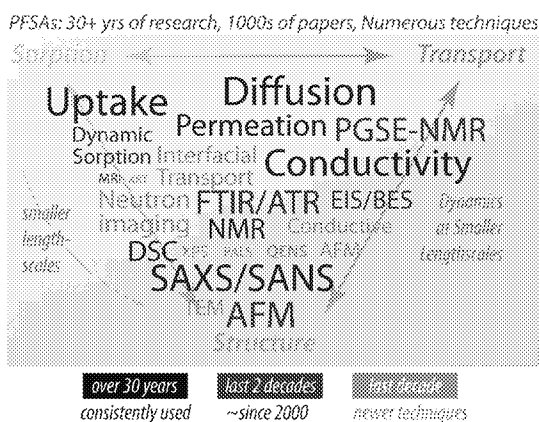 PFSAs: 30+ yrs of research, 1000s of papers, Numerous techniques
Sorption Transport
Uptake Diffusion
Dynamic Permeation PGSE-NMR
Sorption Interfacial Conductivity
MRI Transport
Neutron FTIR/ATR EIS/BES Dynamics
smaller imaging NMR Conductive at Smaller
length- DSC XPS QENS AFM Lengthscales
scales SAXS/SANS
TEM AFM
Structure
over 30 years last 2 decades last decade
consistently used ~since 2000 newer techniques